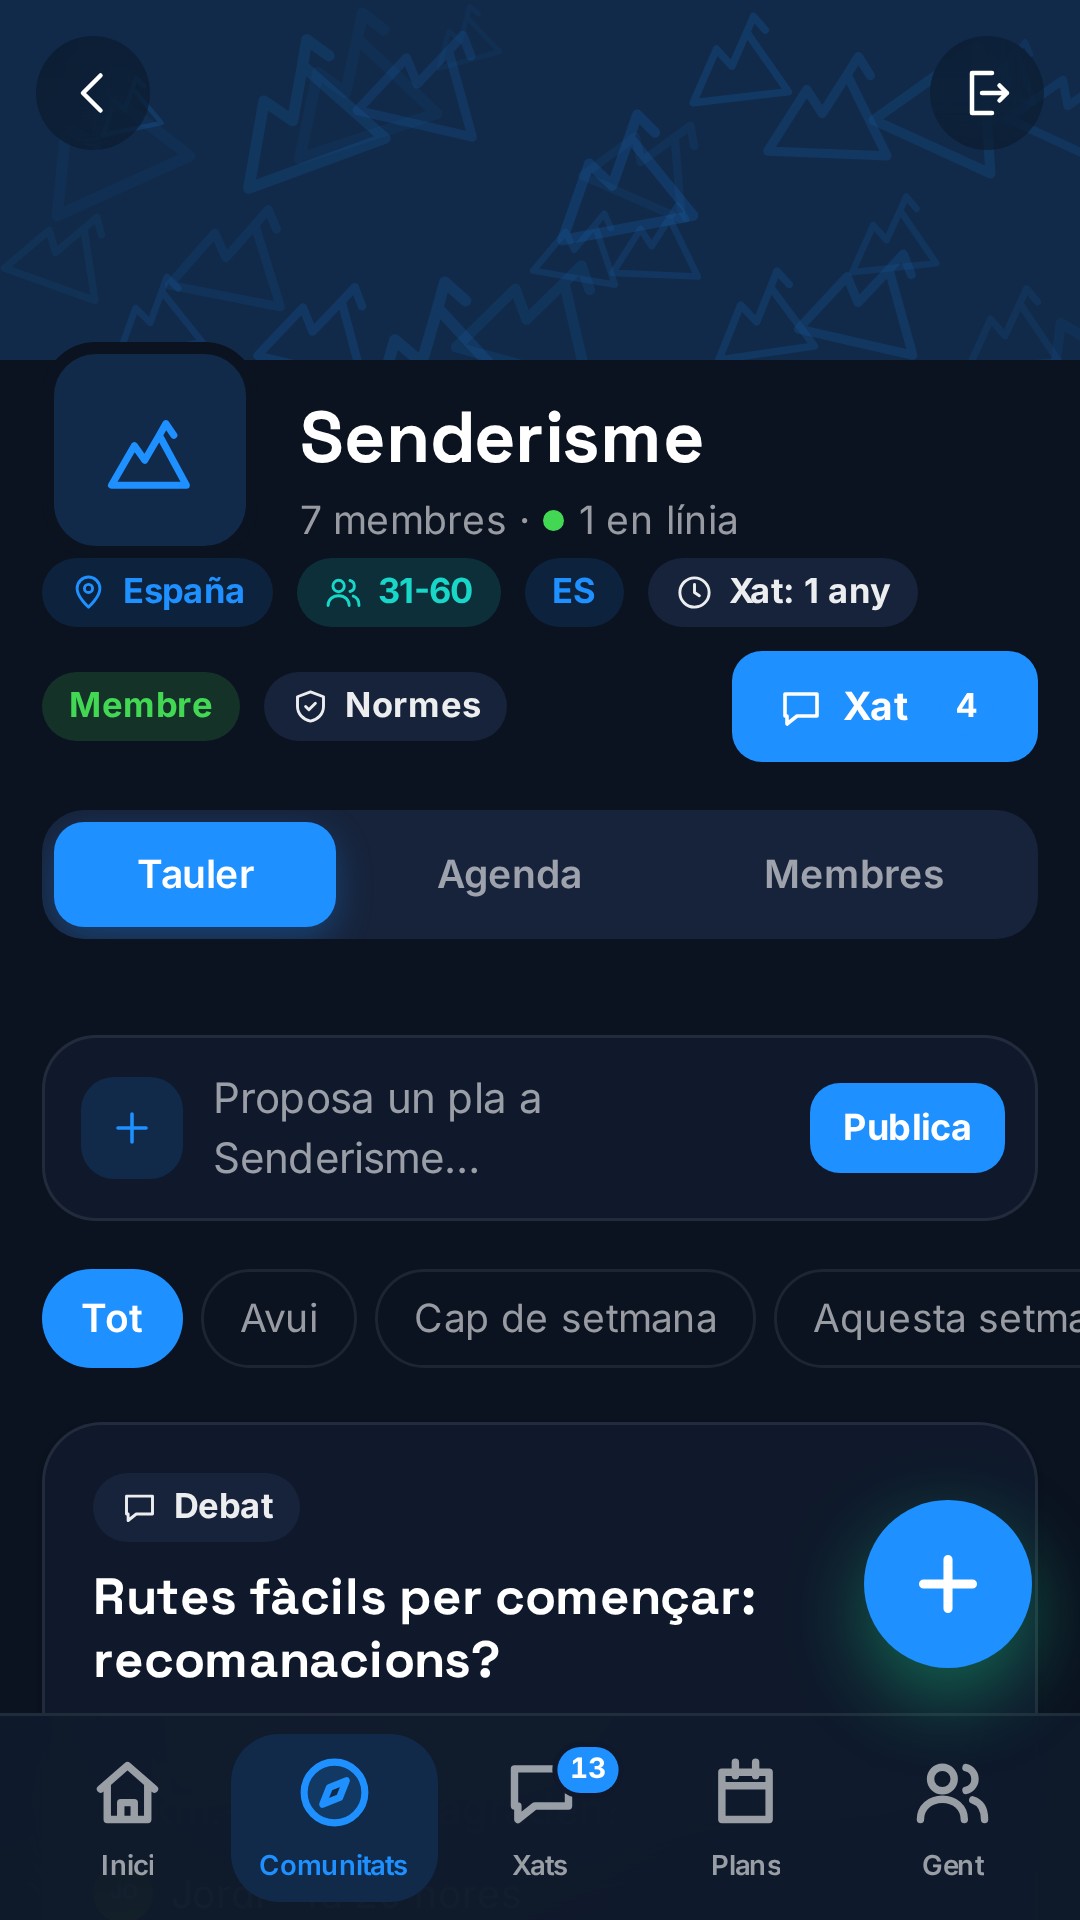 Senderisme
7 membres · 1 en línia
España
31-60
ES
Xat: 1 any
Membre
Normes
Xat 4
Tauler
Agenda
Membres
Proposa un pla a
Senderisme...
Publica
Tot
Avui
Cap de setmana
Aquesta setma
Debat
Rutes fàcils per començar:
recomanacions?
13
Inici
Comunitats
Xats
Plans
Gent